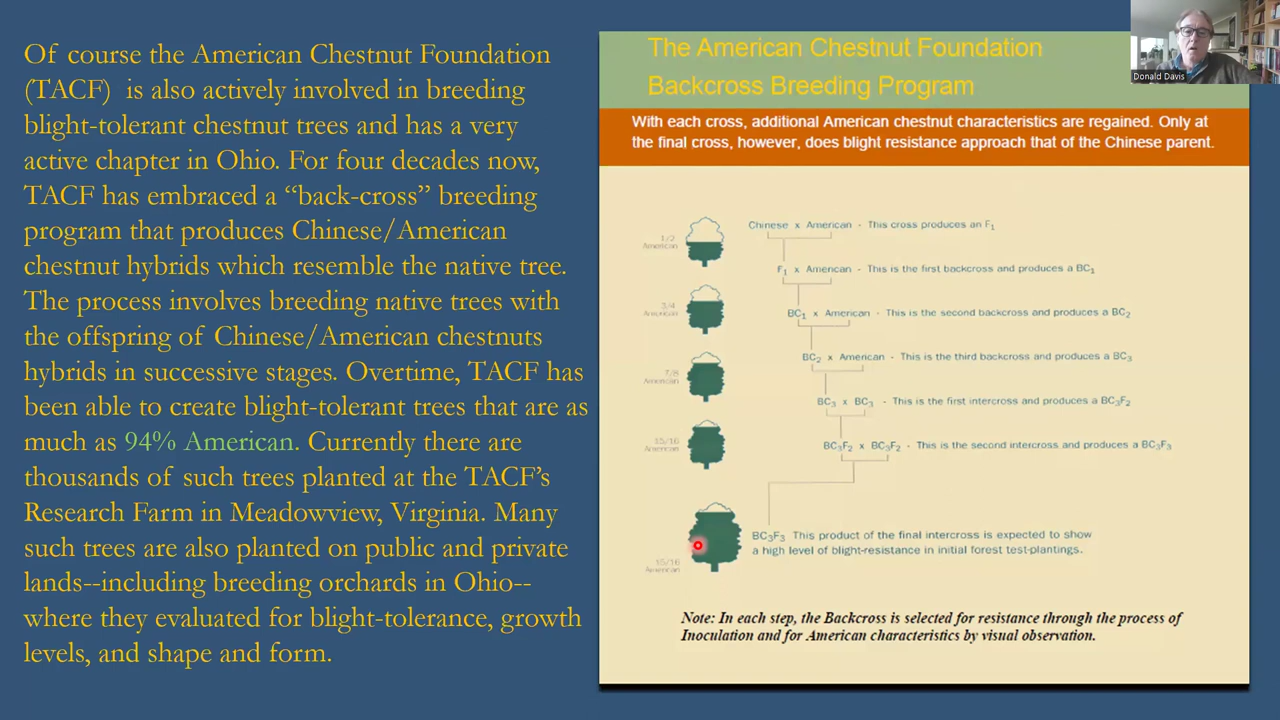 Of course the American Chestnut Foundation
(TACF) is also actively involved in breeding
blight-tolerant chestnut trees and has a very
active chapter in Ohio. For four decades now,
TACF has embraced a “back-cross” breeding
program that produces Chinese/American
chestnut hybrids which resemble the native tree.
The process involves breeding native trees with
the offspring of Chinese/American chestnuts
hybrids in successive stages. Overtime, TACF has
been able to create blight-tolerant trees that are as
much as 94% American. Currently there are
thousands of such trees planted at the TACF’s
Research Farm in Meadowview, Virginia. Many
such trees are also planted on public and private
lands--including breeding orchards in Ohio--
where they evaluated for blight-tolerance, growth
levels, and shape and form.
The American Chestnut Foundation
Backcross Breeding Program
Donald Davis
With each cross, additional American chestnut characteristics are regained. Only at
the final cross, however, does blight resistance approach that of the Chinese parent.
1/2
American
Chinese x American - This cross produces an F₁
F₁ x American - This is the first backcross and produces a BC₁
3/4
American
BC₁ x American - This is the second backcross and produces a BC₂
BC₂ x American - This is the third backcross and produces a BC₃
7/8
American
BC₃ x BC₃ - This is the first intercross and produces a BC₃F₂
15/16
American
BC₃F₂ x BC₃F₂ - This is the second intercross and produces a BC₃F₃
BC₃F₃ This product of the final intercross is expected to show
a high level of blight-resistance in initial forest test-plantings.
15/16
American
Note: In each step, the Backcross is selected for resistance through the process of
Inoculation and for American characteristics by visual observation.